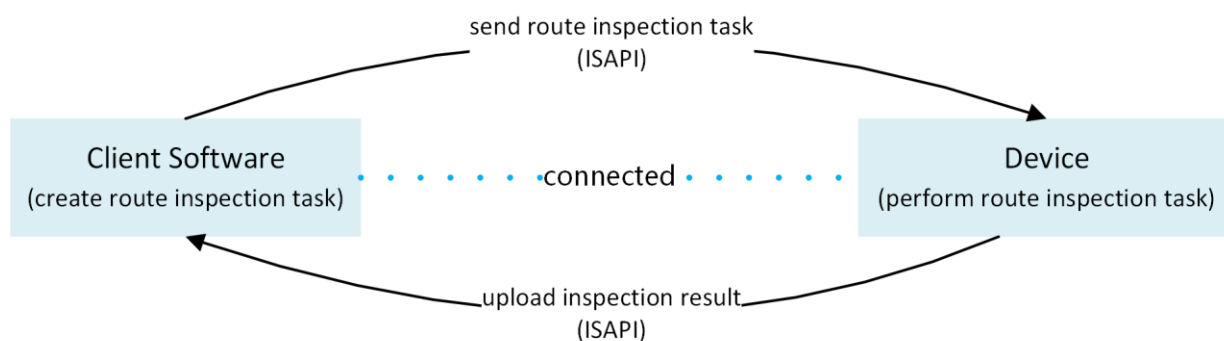 send route inspection task
(ISAPI)
Client Software
(create route inspection task)
connected
Device
(perform route inspection task)
upload inspection result
(ISAPI)